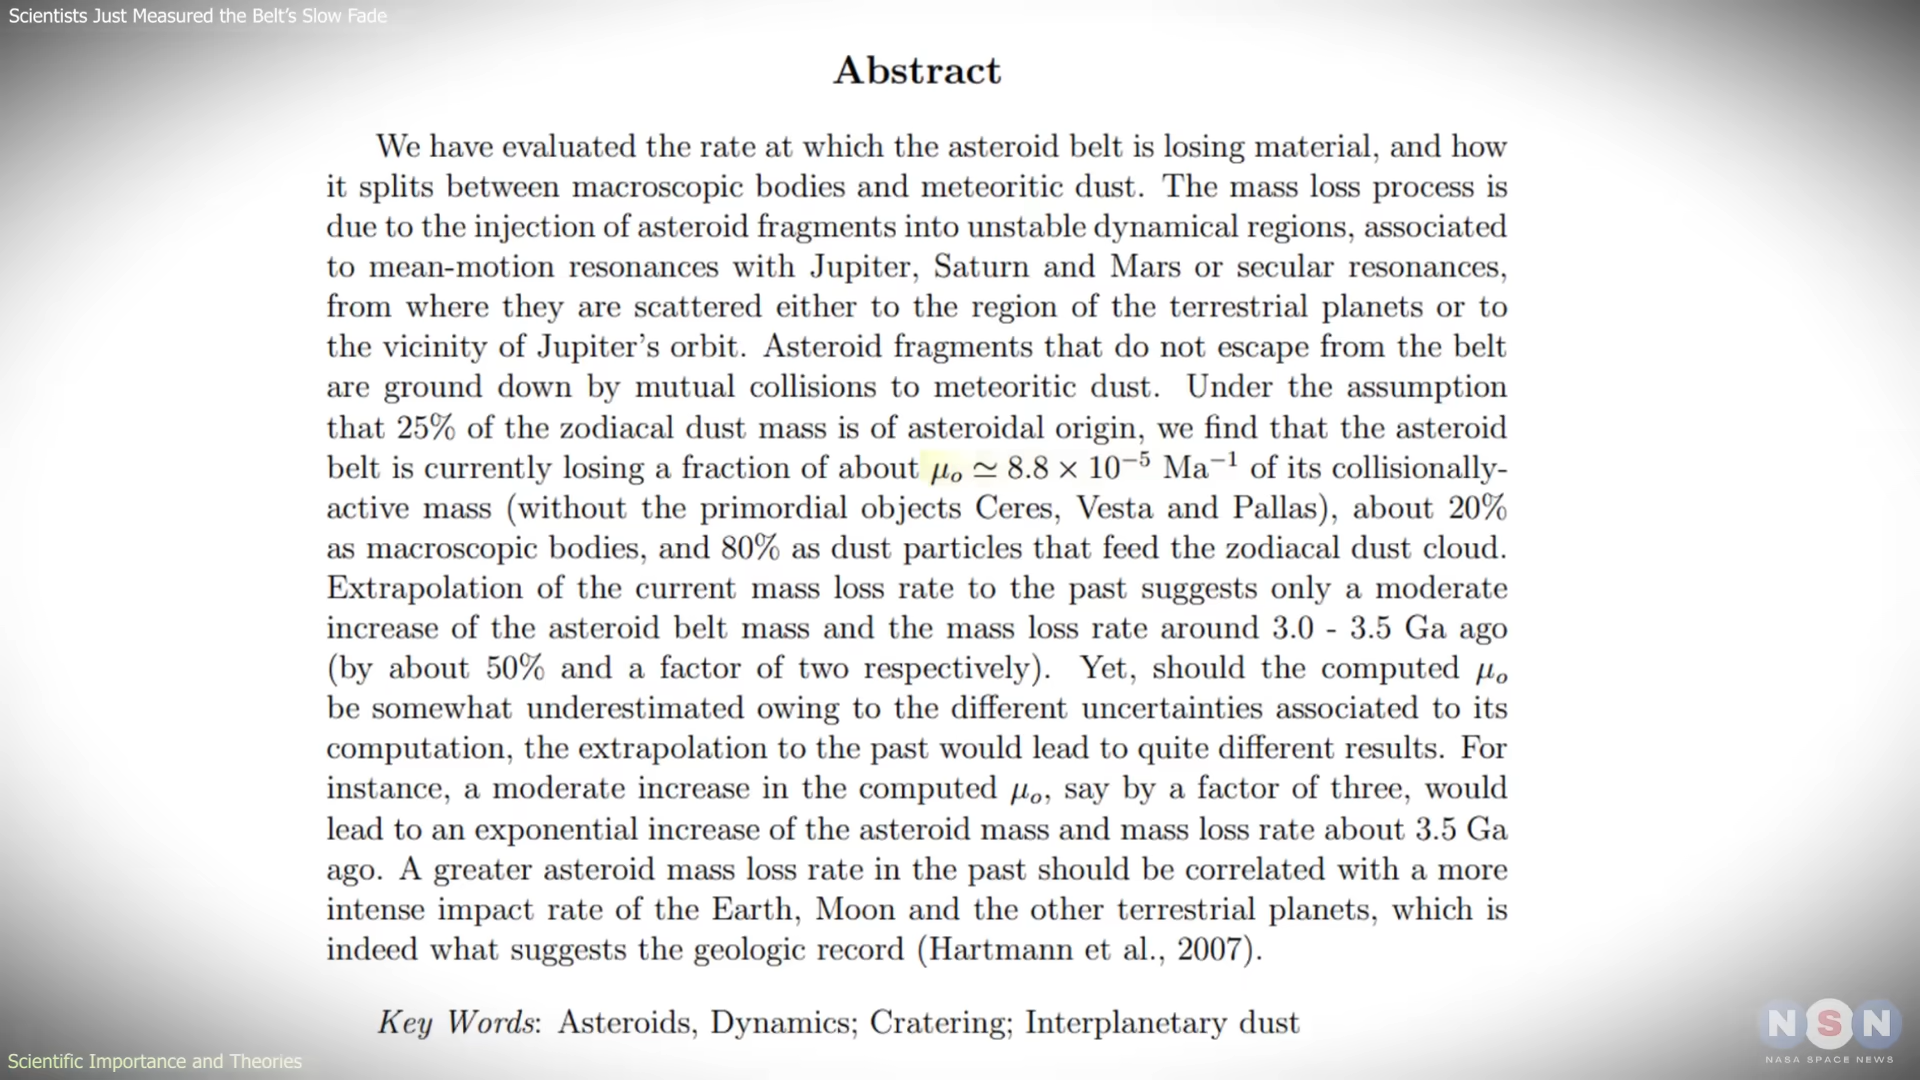 Scientists Just Measured the Belt’s Slow Fade
Abstract
We have evaluated the rate at which the asteroid belt is losing material, and how
it splits between macroscopic bodies and meteoritic dust. The mass loss process is
due to the injection of asteroid fragments into unstable dynamical regions, associated
to mean-motion resonances with Jupiter, Saturn and Mars or secular resonances,
from where they are scattered either to the region of the terrestrial planets or to
the vicinity of Jupiter’s orbit. Asteroid fragments that do not escape from the belt
are ground down by mutual collisions to meteoritic dust. Under the assumption
that 25% of the zodiacal dust mass is of asteroidal origin, we find that the asteroid
belt is currently losing a fraction of about μₒ ≃ 8.8 × 10⁻⁵ Ma⁻¹ of its collisionally-
active mass (without the primordial objects Ceres, Vesta and Pallas), about 20%
as macroscopic bodies, and 80% as dust particles that feed the zodiacal dust cloud.
Extrapolation of the current mass loss rate to the past suggests only a moderate
increase of the asteroid belt mass and the mass loss rate around 3.0 - 3.5 Ga ago
(by about 50% and a factor of two respectively). Yet, should the computed μₒ
be somewhat underestimated owing to the different uncertainties associated to its
computation, the extrapolation to the past would lead to quite different results. For
instance, a moderate increase in the computed μₒ, say by a factor of three, would
lead to an exponential increase of the asteroid mass and mass loss rate about 3.5 Ga
ago. A greater asteroid mass loss rate in the past should be correlated with a more
intense impact rate of the Earth, Moon and the other terrestrial planets, which is
indeed what suggests the geologic record (Hartmann et al., 2007).
Key Words: Asteroids, Dynamics; Cratering; Interplanetary dust
NSN
NASA SPACE NEWS
Scientific Importance and Theories